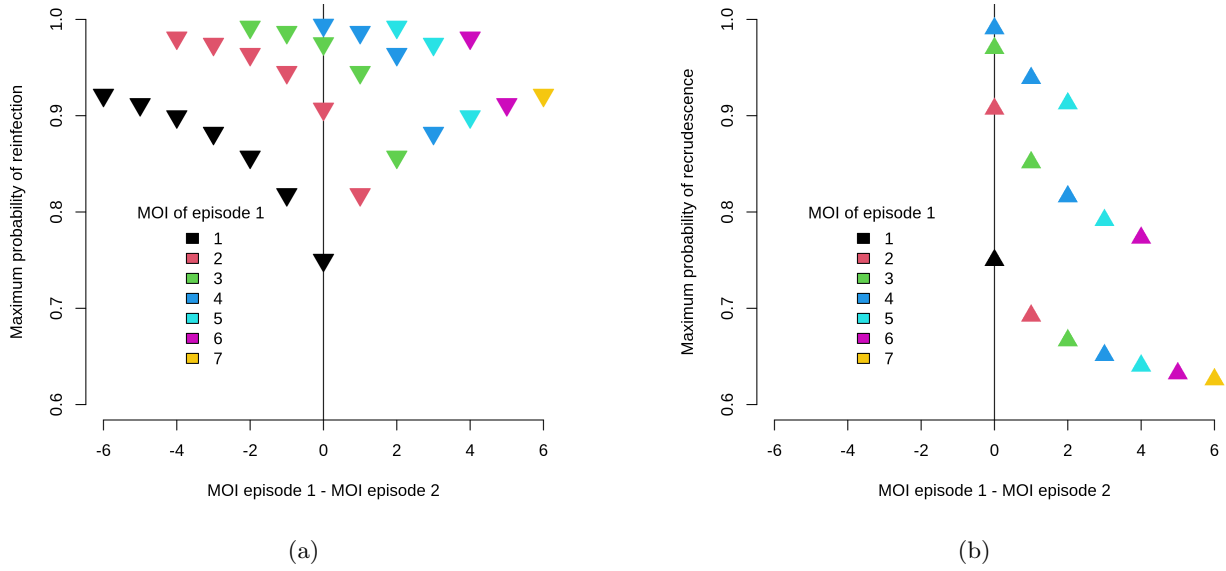 Maximum probability of reinfection
1.0
0.9
0.8
0.7
0.6
MOI of episode 1
1
2
3
4
5
6
7
-6 -4 -2 0 2 4 6
MOI episode 1 - MOI episode 2
(a)
Maximum probability of recrudescence
1.0
0.9
0.8
0.7
0.6
MOI of episode 1
1
2
3
4
5
6
7
-6 -4 -2 0 2 4 6
MOI episode 1 - MOI episode 2
(b)